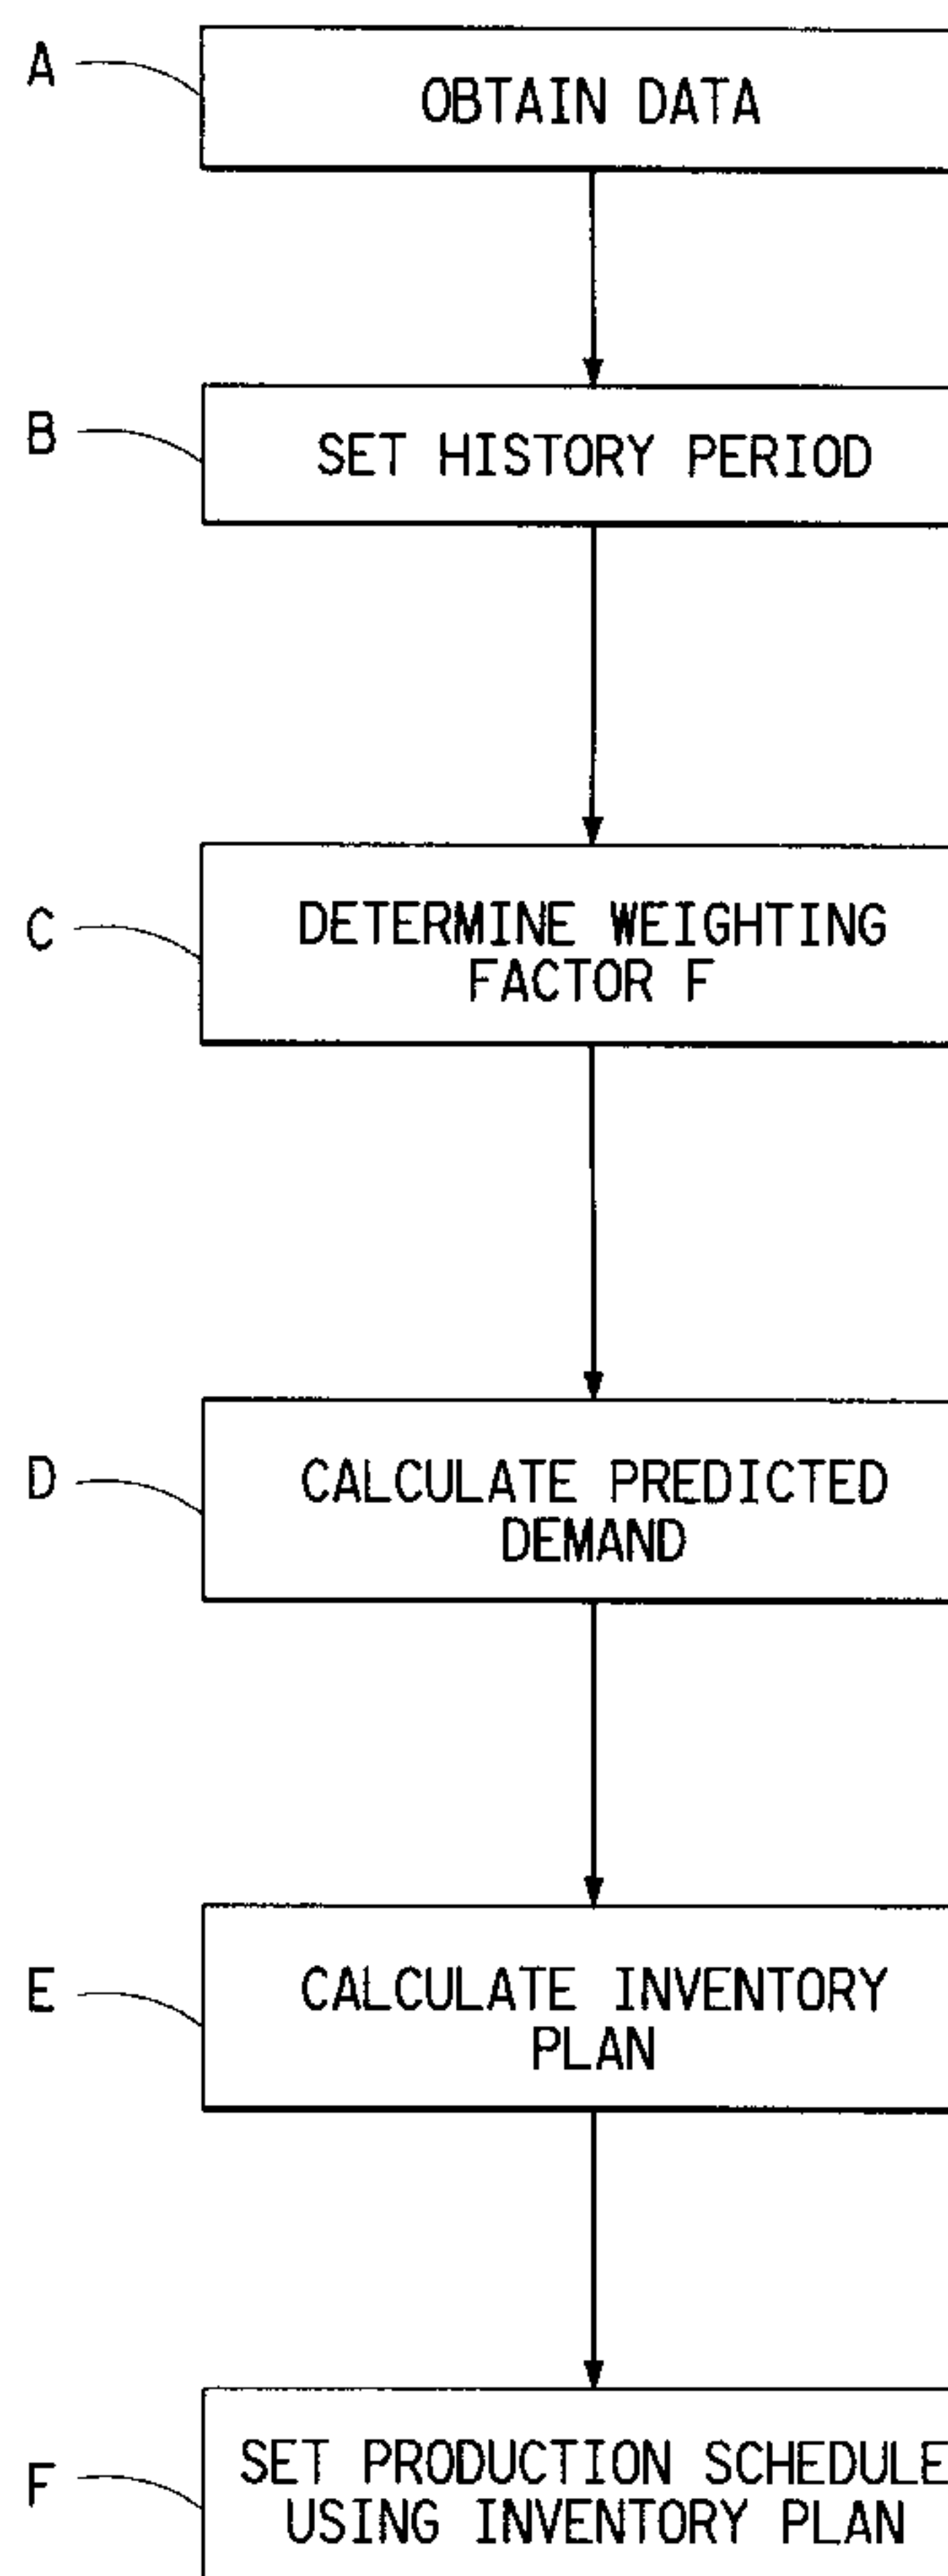 A
OBTAIN DATA
B
SET HISTORY PERIOD
C
DETERMINE WEIGHTING
FACTOR F
D
CALCULATE PREDICTED
DEMAND
E
CALCULATE INVENTORY
PLAN
F
SET PRODUCTION SCHEDULE
USING INVENTORY PLAN